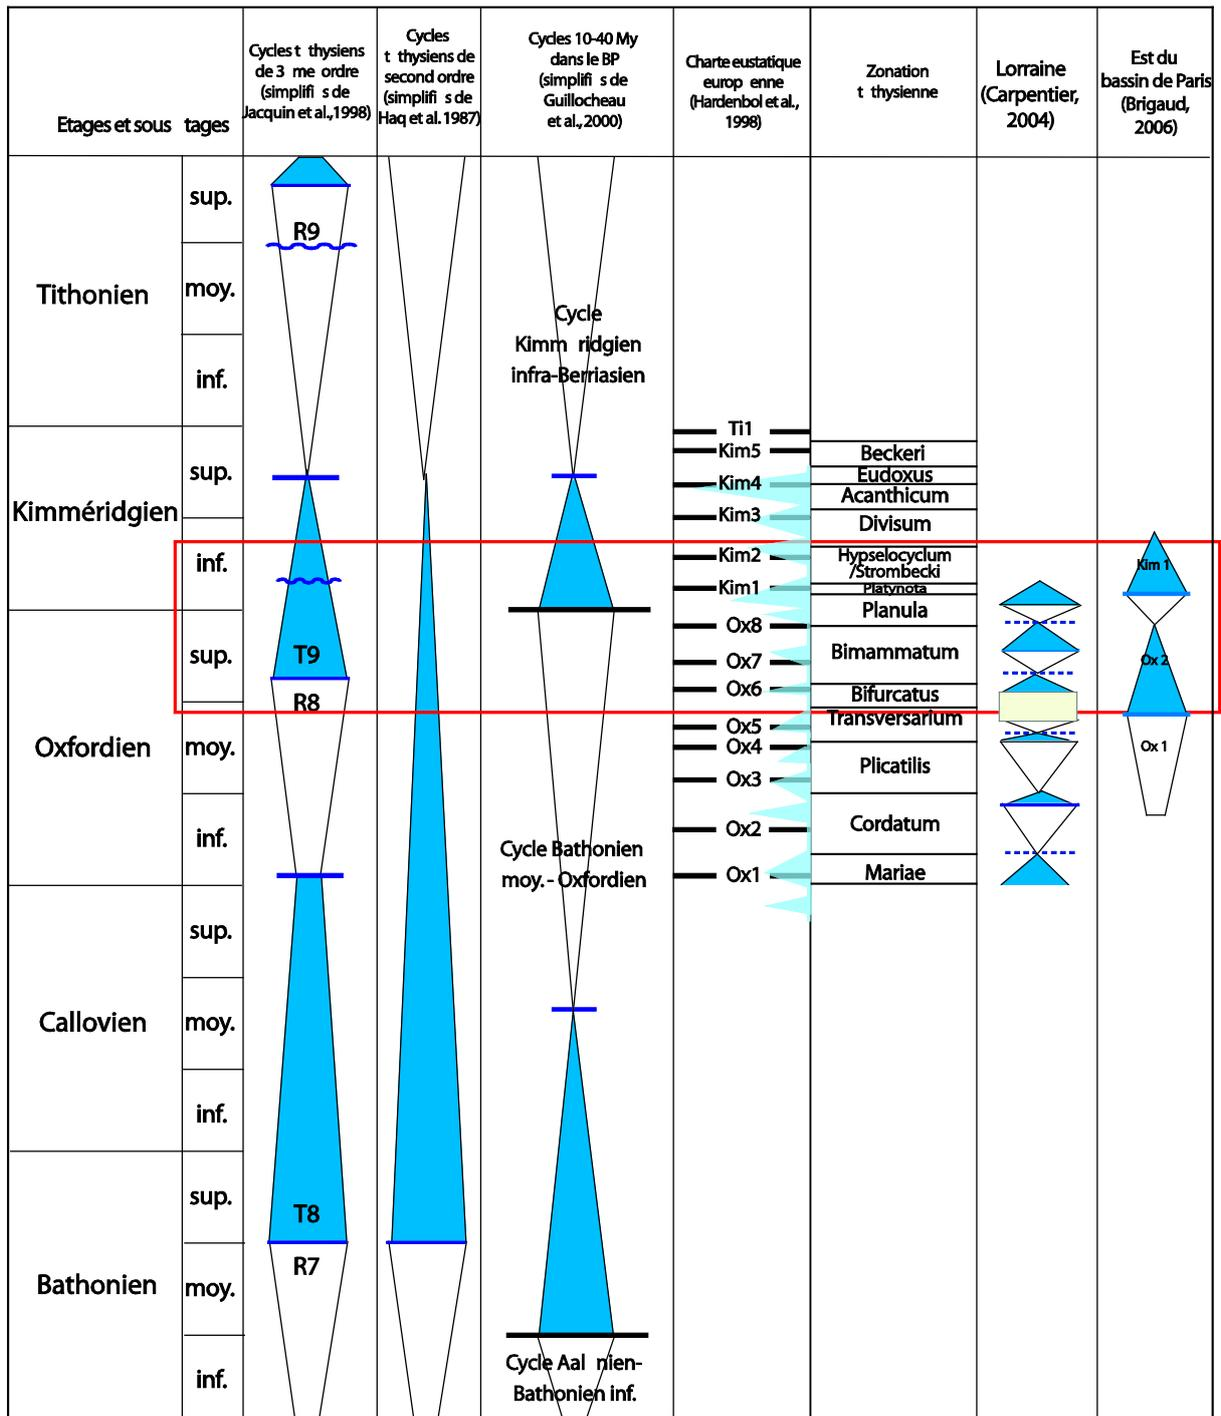 Etages et sous tages
Cycles t thysiens
de 3 me ordre
(simplifi s de
Jacquin et al.,1998)
Cycles
t thysiens de
second ordre
(simplifi s de
Haq et al. 1987)
Cycles 10-40 My
dans le BP
(simplifi s de
Guillocheau
et al.,2000)
Charte eustatique
europ enne
(Hardenbol et al.,
1998)
Zonation
t thysienne
Lorraine
(Carpentier,
2004)
Est du
bassin de Paris
(Brigaud,
2006)
Tithonien
sup.
moy.
inf.
Kimméridgien
sup.
inf.
Oxfordien
sup.
moy.
inf.
Callovien
sup.
moy.
inf.
Bathonien
sup.
moy.
inf.
R9
T9
R8
T8
R7
Cycle
Kimm ridgien
infra-Berriasien
Cycle Bathonien
moy. - Oxfordien
Cycle Aal nien-
Bathonien inf.
Ti1
Kim5
Kim4
Kim3
Kim2
Kim1
Ox8
Ox7
Ox6
Ox5
Ox4
Ox3
Ox2
Ox1
Beckeri
Eudoxus
Acanthicum
Divisum
Hypselocyclum
/Strombecki
Platynota
Planula
Bimammatum
Bifurcatus
Transversarium
Plicatilis
Cordatum
Mariae
Kim 1
Ox 2
Ox 1